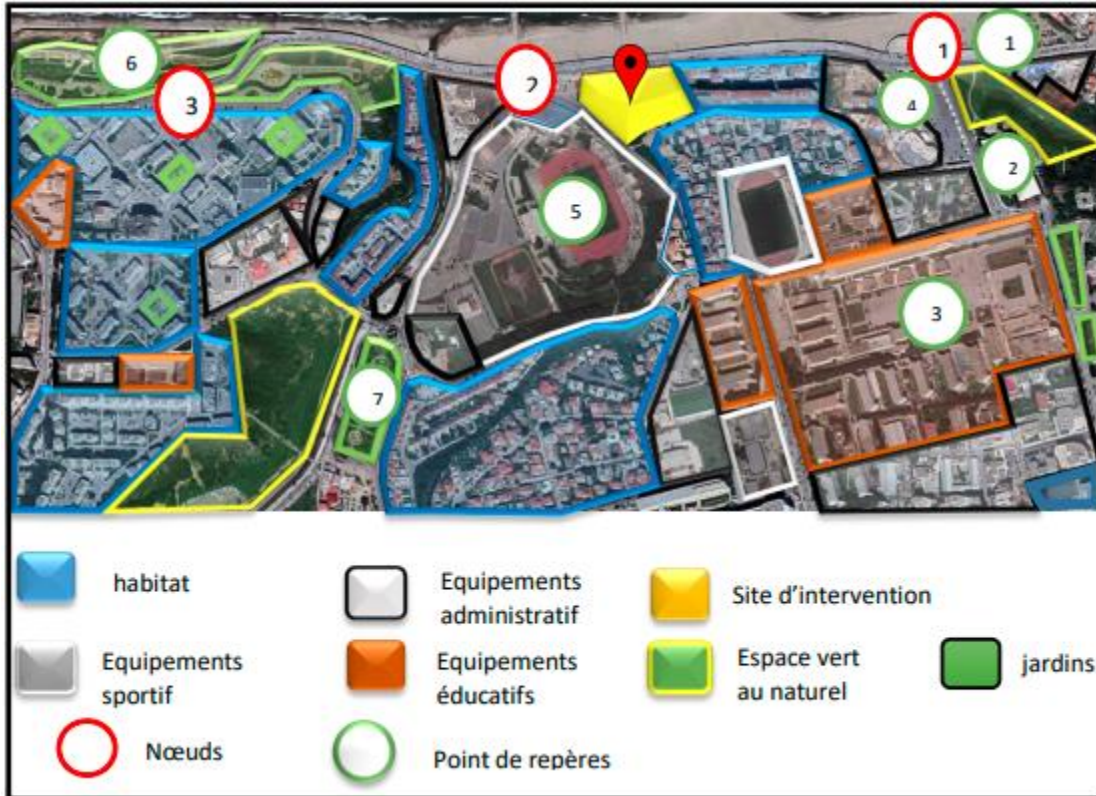 6
3
2
1
1
4
2
5
3
7
habitat
Equipements
administratif
Site d’intervention
Equipements
sportif
Equipements
éducatifs
Espace vert
au naturel
jardins
Nœuds
Point de repères